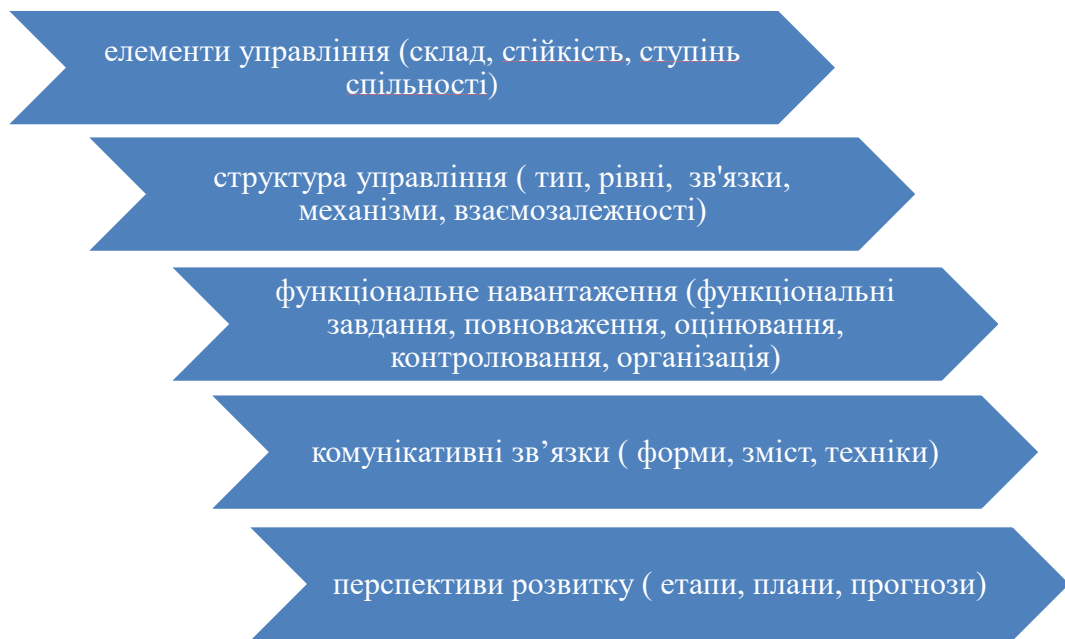 елементи управління (склад, стійкість, ступінь
спільності)
структура управління ( тип, рівні, зв'язки,
механізми, взаємозалежності)
функціональне навантаження (функціональні
завдання, повноваження, оцінювання,
контролювання, організація)
комунікативні зв’язки ( форми, зміст, техніки)
перспективи розвитку ( етапи, плани, прогнози)